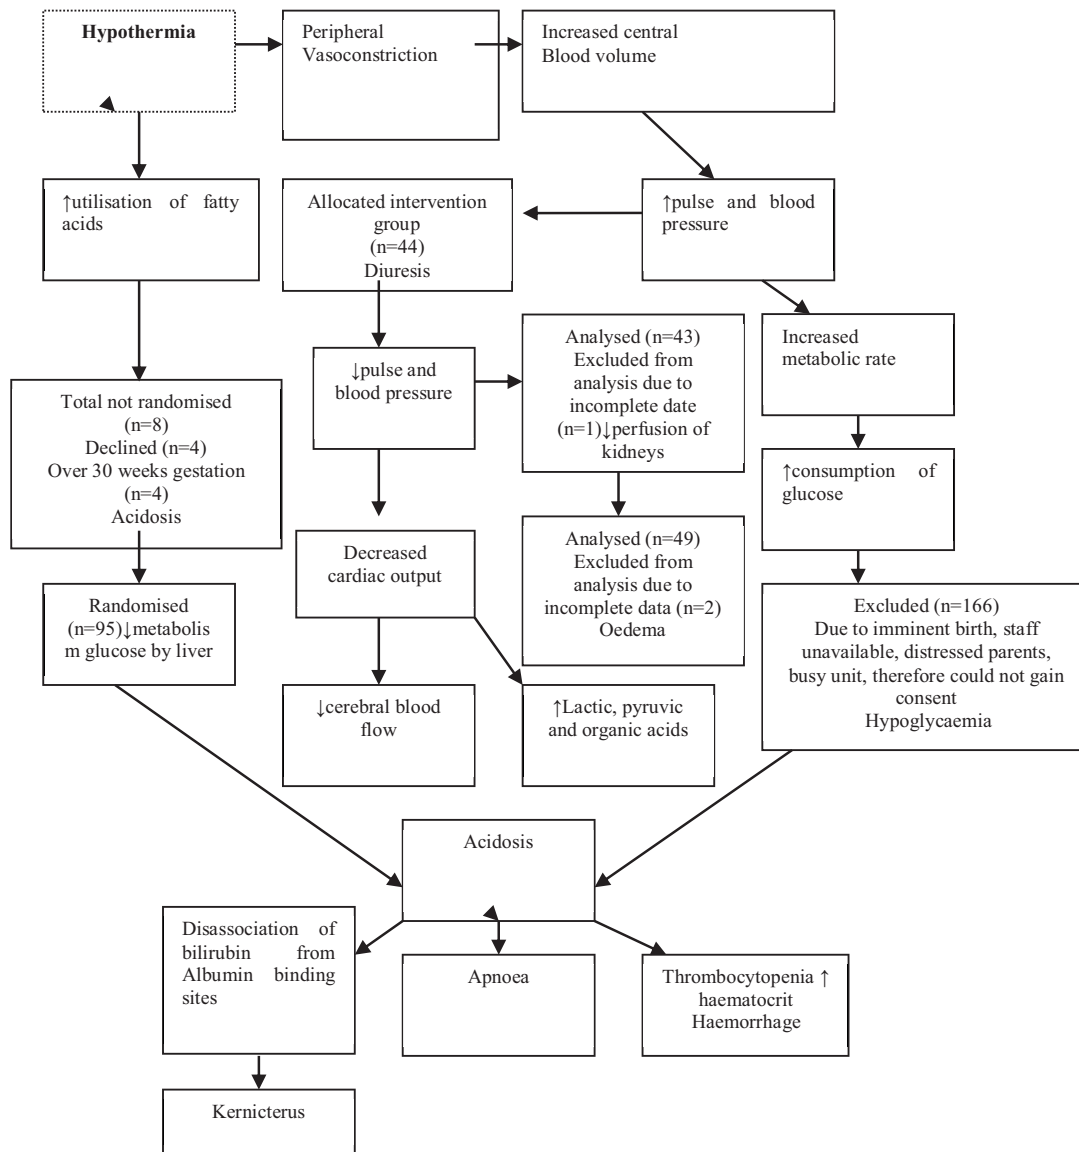 Hypothermia
Peripheral
Vasoconstriction
Increased central
Blood volume
↑utilisation of fatty
acids
Allocated intervention
group
(n=44)
Diuresis
↑pulse and blood
pressure
Total not randomised
(n=8)
Declined (n=4)
Over 30 weeks gestation
(n=4)
Acidosis
↓pulse and
blood pressure
Analysed (n=43)
Excluded from
analysis due to
incomplete date
(n=1)↓perfusion of
kidneys
Increased
metabolic rate
↑consumption of
glucose
Decreased
cardiac output
Analysed (n=49)
Excluded from
analysis due to
incomplete data (n=2)
Oedema
Randomised
(n=95)↓metabolis
m glucose by liver
Excluded (n=166)
Due to imminent birth, staff
unavailable, distressed parents,
busy unit, therefore could not gain
consent
Hypoglycaemia
↓cerebral blood
flow
↑Lactic, pyruvic
and organic acids
Acidosis
Disassociation of
bilirubin from
Albumin binding
sites
Apnoea
Thrombocytopenia ↑
haematocrit
Haemorrhage
Kernicterus